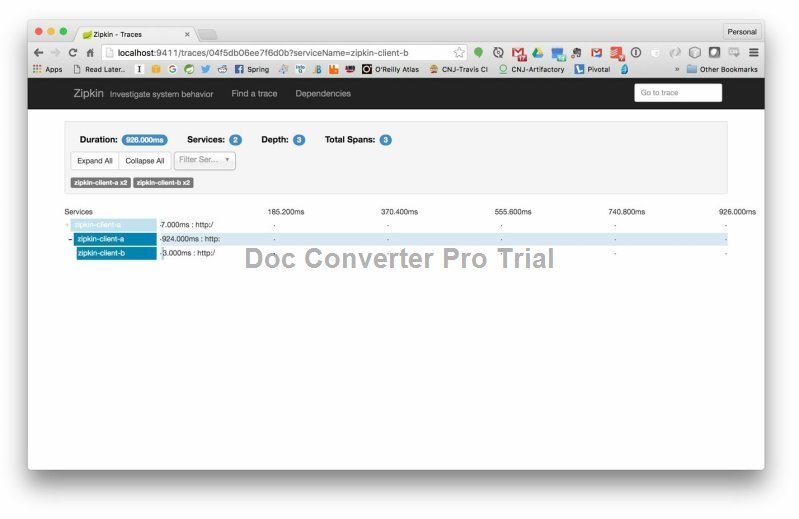 Zipkin - Traces
Personal
localhost:9411/traces/04f5db06ee7f6d0b?serviceName=zipkin-client-b
17
Apps
Read Later..
Spring
O'Reilly Atlas
CNJ-Travis CI
CNJ-Artifactory
Pivotal
»
Other Bookmarks
Zipkin Investigate system behavior
Find a trace
Dependencies
Go to trace
Duration: 926.000ms Services: 2 Depth: 3 Total Spans: 3
Expand All Collapse All Filter Ser...
zipkin-client-a x2 zipkin-client-b x2
Services 185.200ms 370.400ms 555.600ms 740.800ms 926.000ms
+ zipkin-client-a 7.000ms : http:/
- zipkin-client-a 924.000ms : http:
zipkin-client-b 3.000ms : http:/
Doc Converter Pro Trial